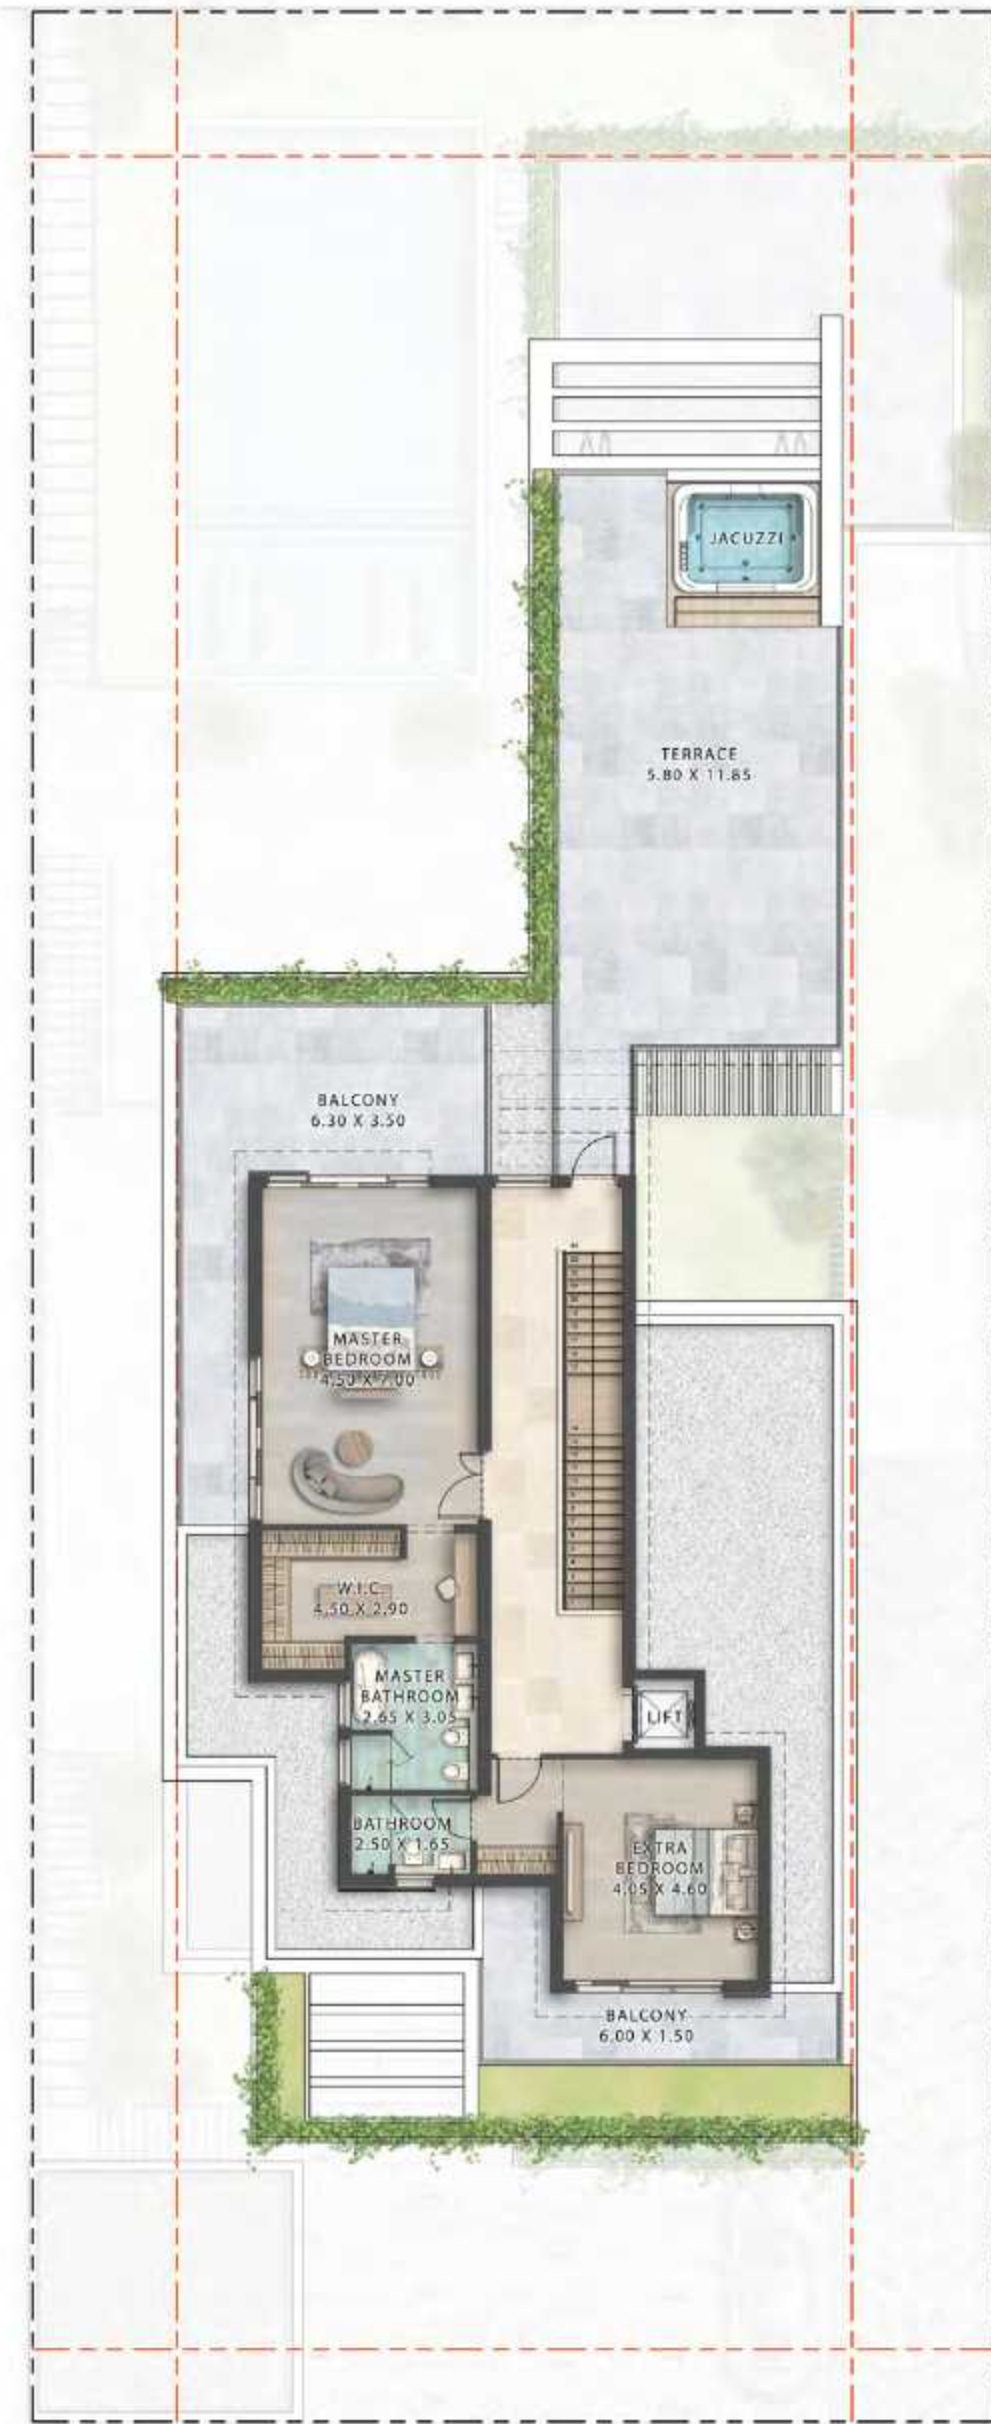 JACUZZI
TERRACE
5.80 X 11.85
BALCONY
6.30 X 3.50
MASTER
BEDROOM
4.50 X 7.00
W.I.C.
4.50 X 2.90
MASTER
BATHROOM
2.65 X 3.05
LIFT
BATHROOM
2.50 X 1.65
EXTRA
BEDROOM
4.05 X 4.60
BALCONY
6.00 X 1.50